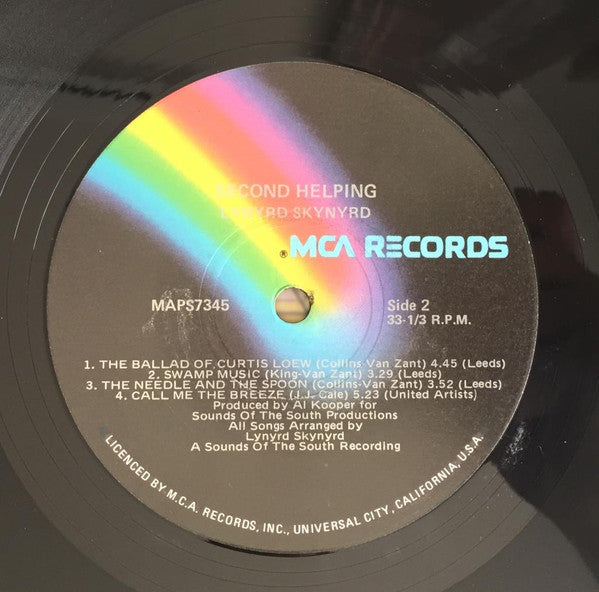 SECOND HELPING
LYNYRD SKYNYRD
® MCA RECORDS
MAPS7345
Side 2
33-1/3 R.P.M.
1. THE BALLAD OF CURTIS LOEW (Collins-Van Zant) 4.45 (Leeds)
2. SWAMP MUSIC (King-Van Zant) 3.29 (Leeds)
3. THE NEEDLE AND THE SPOON (Collins-Van Zant) 3.52 (Leeds)
4. CALL ME THE BREEZE (J.J. Cale) 5.23 (United Artists)
Produced by Al Kooper for
Sounds Of The South Productions
All Songs Arranged by
Lynyrd Skynyrd
A Sounds Of The South Recording
LICENCED BY M.C.A. RECORDS, INC., UNIVERSAL CITY, CALIFORNIA, U.S.A.